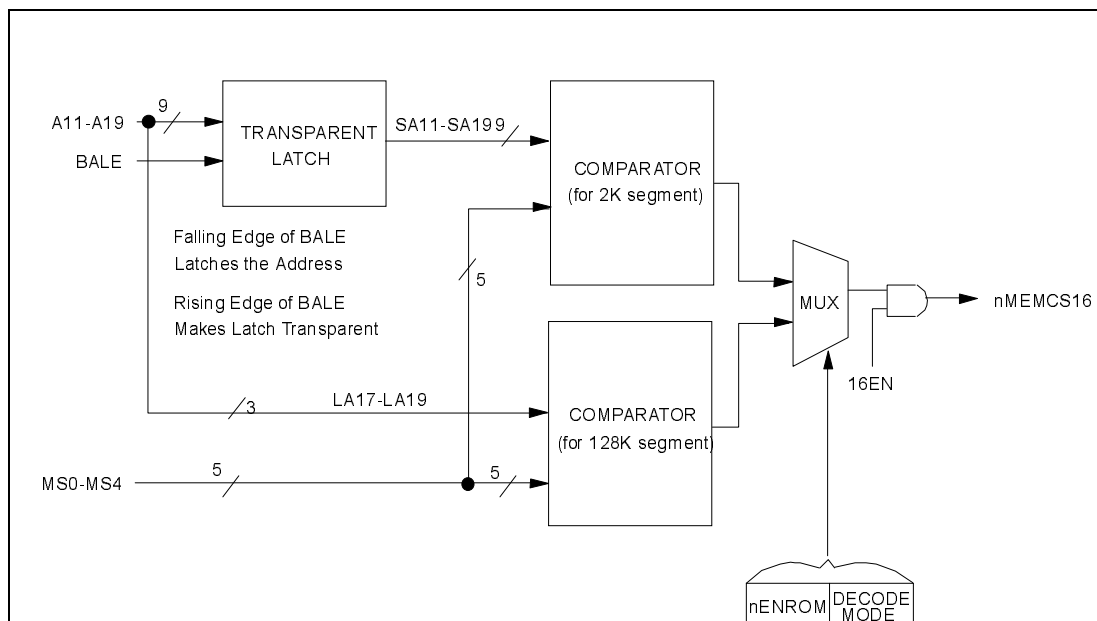 9
A11-A19
BALE
TRANSPARENT
LATCH
SA11-SA19 9
COMPARATOR
(for 2K segment)
Falling Edge of BALE
Latches the Address
Rising Edge of BALE
Makes Latch Transparent
5
MUX
nMEMCS16
16EN
3
LA17-LA19
COMPARATOR
(for 128K segment)
MS0-MS4
5
5
nENROM
DECODE
MODE